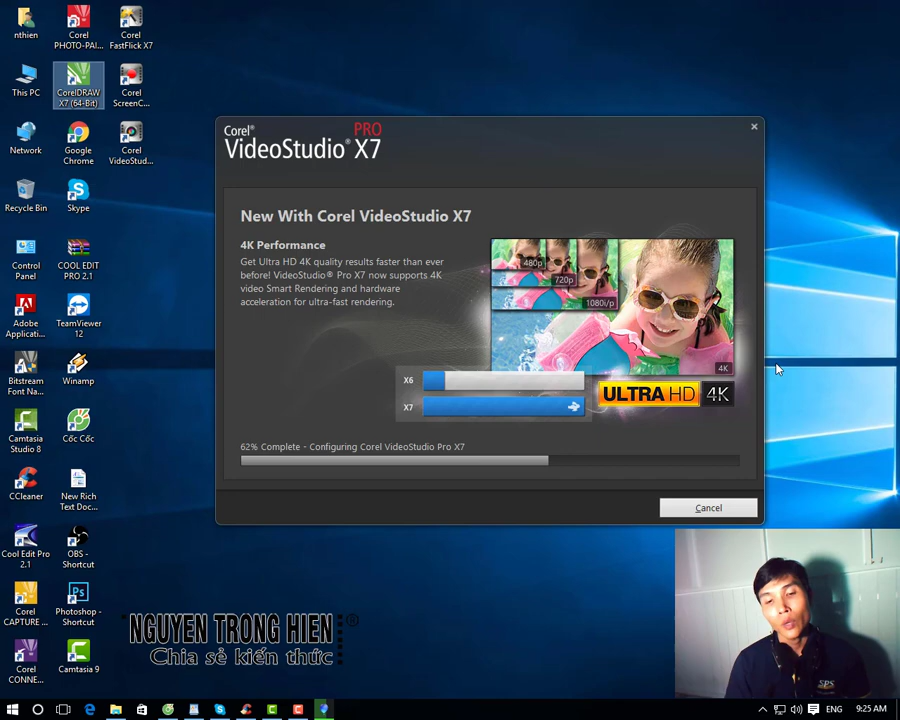 nthien
Corel
PHOTO-PAI...
Corel
FastFlick X7
This PC
CorelDRAW
X7 (64-Bit)
Corel
ScreenC...
Network
Google
Chrome
Corel
VideoStud...
Recycle Bin
Skype
Control
Panel
COOL EDIT
PRO 2.1
Adobe
Applicati...
TeamViewer
12
Bitstream
Font Na...
Winamp
Camtasia
Studio 8
Cốc Cốc
CCleaner
New Rich
Text Doc...
Cool Edit Pro
2.1
OBS -
Shortcut
Corel
CAPTURE ...
Photoshop -
Shortcut
Corel
CONNE...
Camtasia 9
Corel®
VideoStudio® PRO X7
New With Corel VideoStudio X7
4K Performance
Get Ultra HD 4K quality results faster than ever
before! VideoStudio® Pro X7 now supports 4K
video Smart Rendering and hardware
acceleration for ultra-fast rendering.
480p
720p
1080i/p
4K
X6
X7
ULTRA HD 4K
62% Complete - Configuring Corel VideoStudio Pro X7
Cancel
NGUYEN TRONG HIEN®
Chia sẻ kiến thức
SPS
ENG
9:25 AM